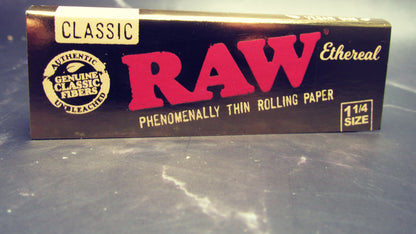 CLASSIC
RAW
Ethereal
AUTHENTIC
GENUINE
CLASSIC
FIBERS
UNBLEACHED
PHENOMENALLY THIN ROLLING PAPER
1 1/4
SIZE